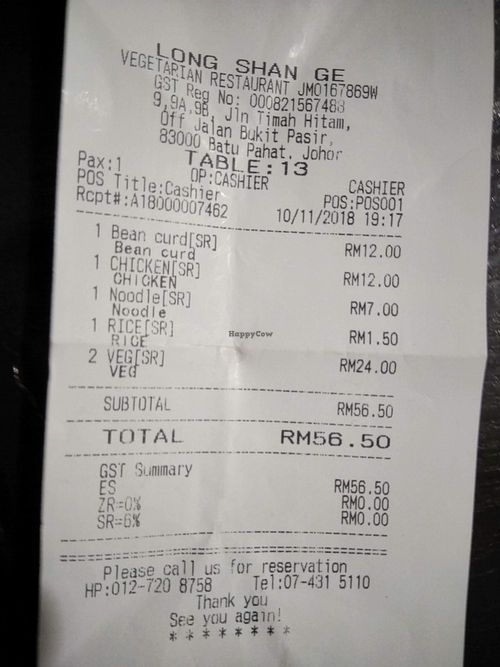 LONG SHAN GE
VEGETARIAN RESTAURANT JM0167869W
GST Reg No: 000821567488
9,9A,9B, Jln Timah Hitam,
Off Jalan Bukit Pasir,
83000 Batu Pahat, Johor
TABLE:13
Pax:1 OP:CASHIER CASHIER
POS Title:Cashier POS:POS001
Rcpt#:A18000007462 10/11/2018 19:17
1 Bean curd[SR] RM12.00
Bean curd
1 CHICKEN[SR] RM12.00
CHICKEN
1 Noodle[SR] RM7.00
Noodle
1 RICE[SR] RM1.50
RICE
2 VEG[SR] RM24.00
VEG
HappyCow
SUBTOTAL RM56.50
TOTAL RM56.50
GST Summary
ES RM56.50
ZR=0% RM0.00
SR=6% RM0.00
Please call us for reservation
HP:012-720 8758 Tel:07-431 5110
Thank you
See you again!
* * * * * * * *